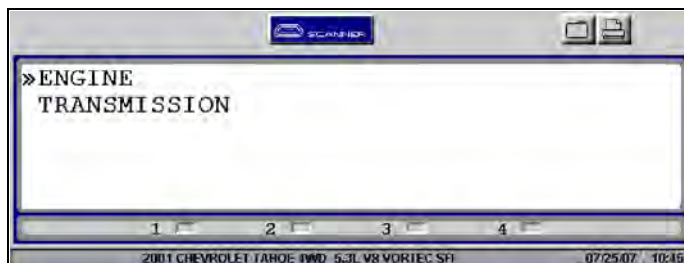 SCANNER
»ENGINE
TRANSMISSION
1 2 3 4
2001 CHEVROLET TAHOE 4WD 5.3L V8 VORTEC SFI 07/25/07 10:45